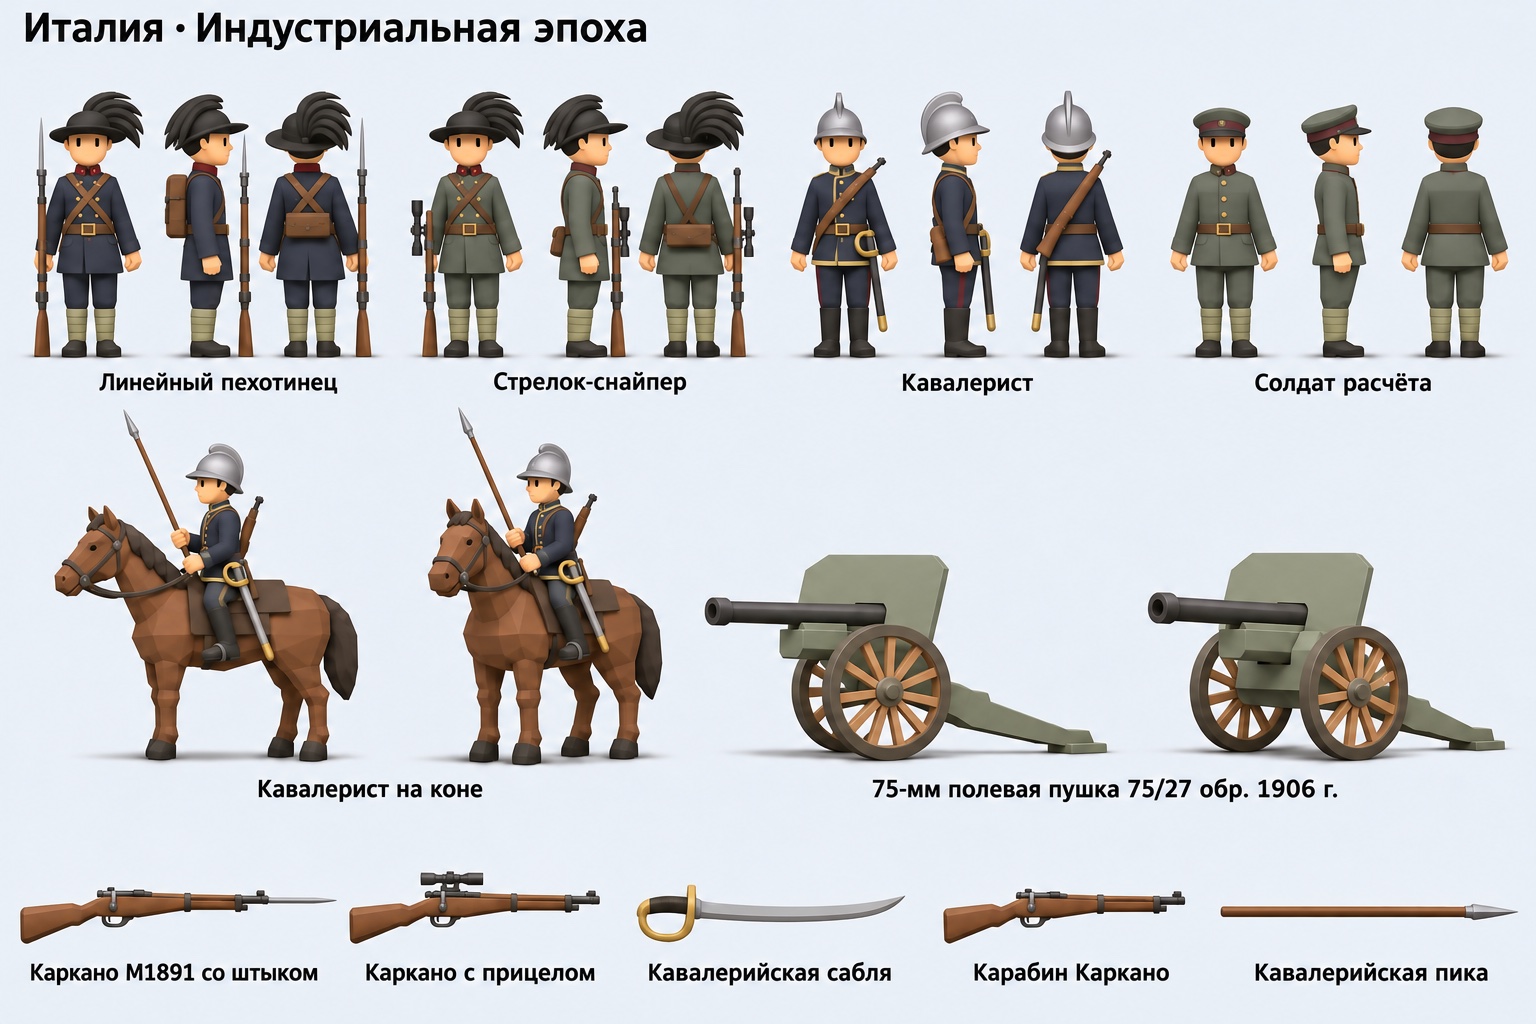 Италия · Индустриальная эпоха
Линейный пехотинец
Стрелок-снайпер
Кавалерист
Солдат расчёта
Кавалерист на коне
75-мм полевая пушка 75/27 обр. 1906 г.
Каркано М1891 со штыком
Каркано с прицелом
Кавалерийская сабля
Карабин Каркано
Кавалерийская пика